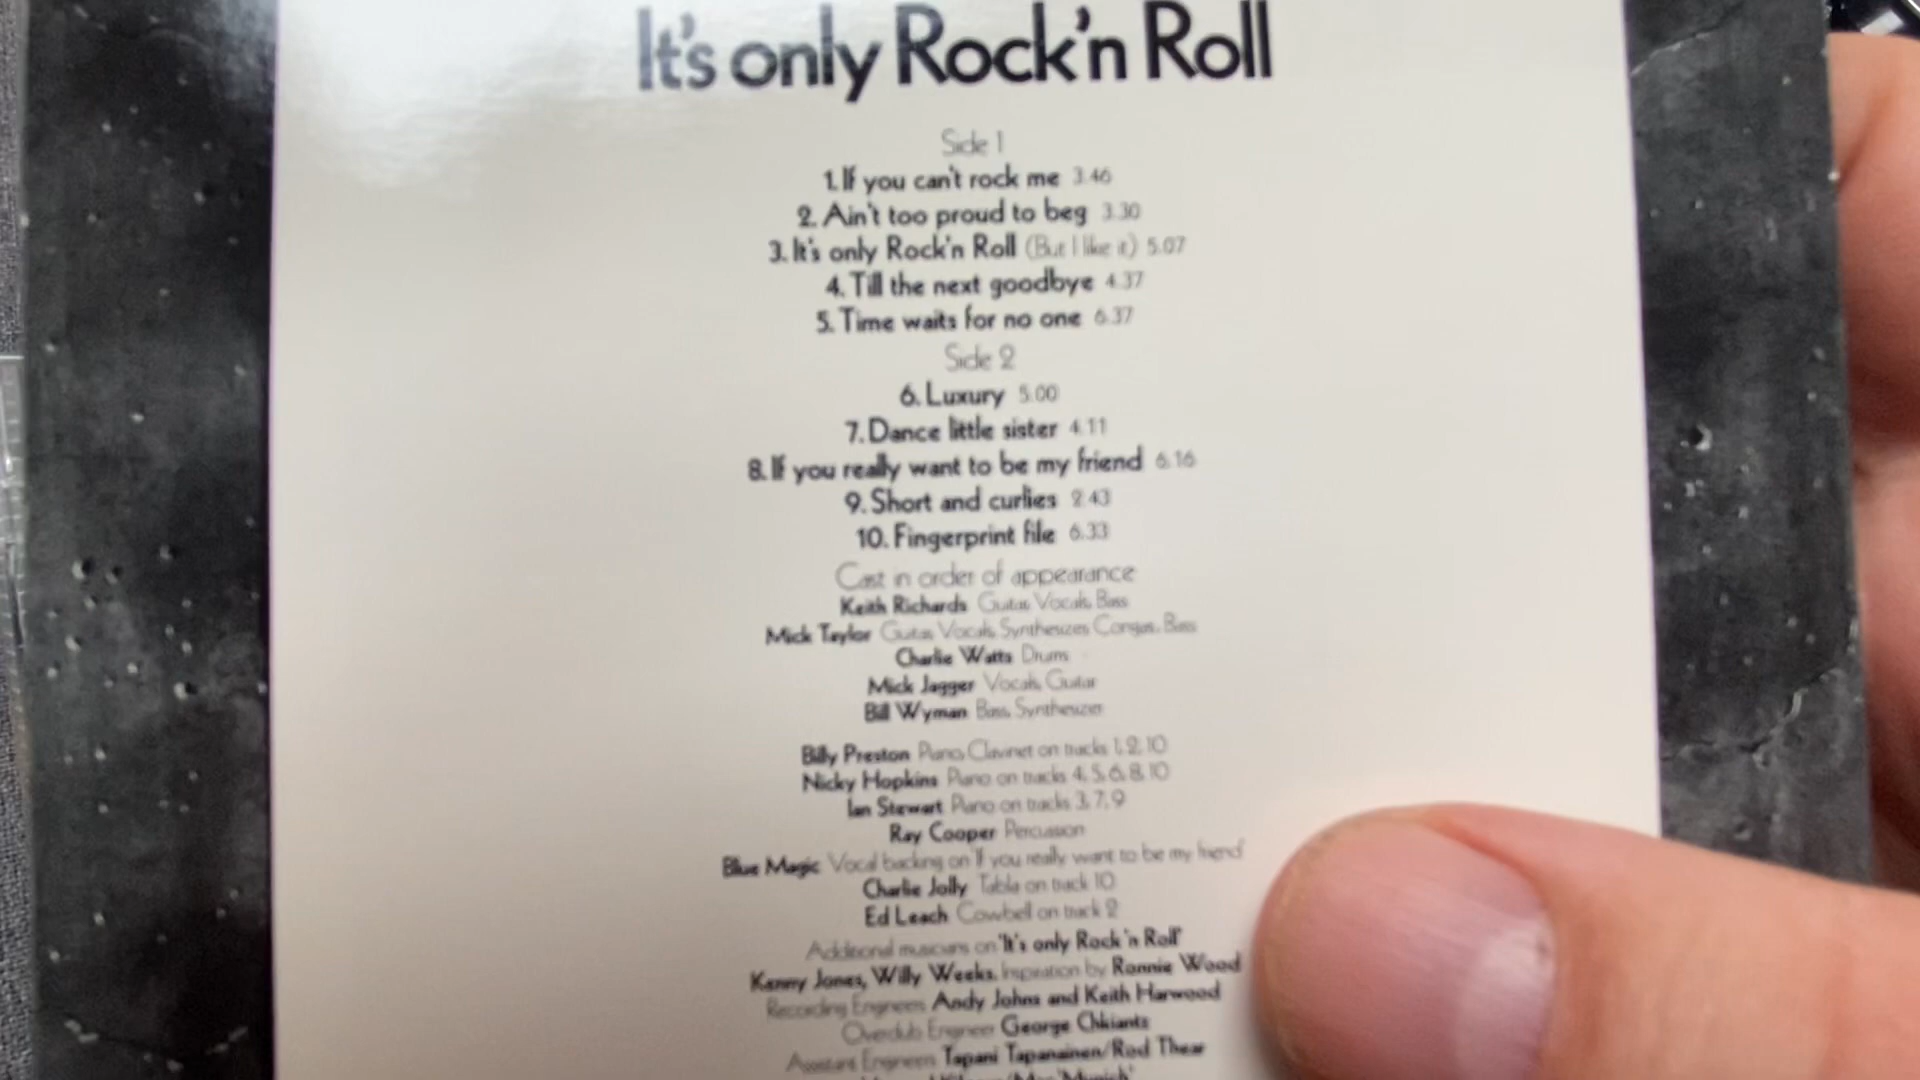 It's only Rock'n Roll
Side 1
1. If you can't rock me 3.46
2. Ain't too proud to beg 3.30
3. It's only Rock'n Roll (But I like it) 5.07
4. Till the next goodbye 4.37
5. Time waits for no one 6.37
Side 2
6. Luxury 5.00
7. Dance little sister 4.11
8. If you really want to be my friend 6.16
9. Short and curlies 2.43
10. Fingerprint file 6.33
Cast in order of appearance
Keith Richards Guitar, Vocals, Bass
Mick Taylor Guitar, Vocals, Synthesizer, Congas, Bass
Charlie Watts Drums
Mick Jagger Vocals, Guitar
Bill Wyman Bass, Synthesizer
Billy Preston Piano, Clavinet on tracks 1, 2, 10
Nicky Hopkins Piano on tracks 4, 5, 6, 8, 10
Ian Stewart Piano on tracks 3, 7, 9
Ray Cooper Percussion
Blue Magic Vocal backing on 'If you really want to be my friend'
Charlie Jolly Tabla on track 10
Ed Leach Cowbell on track 2
Additional musicians on 'It's only Rock 'n Roll'
Kenny Jones, Willy Weeks, Inspiration by Ronnie Wood
Recording Engineers Andy Johns and Keith Harwood
Overdub Engineer George Chkiantz
Assistant Engineers Tapani Tapanainen/Rod Thear
'Munich'